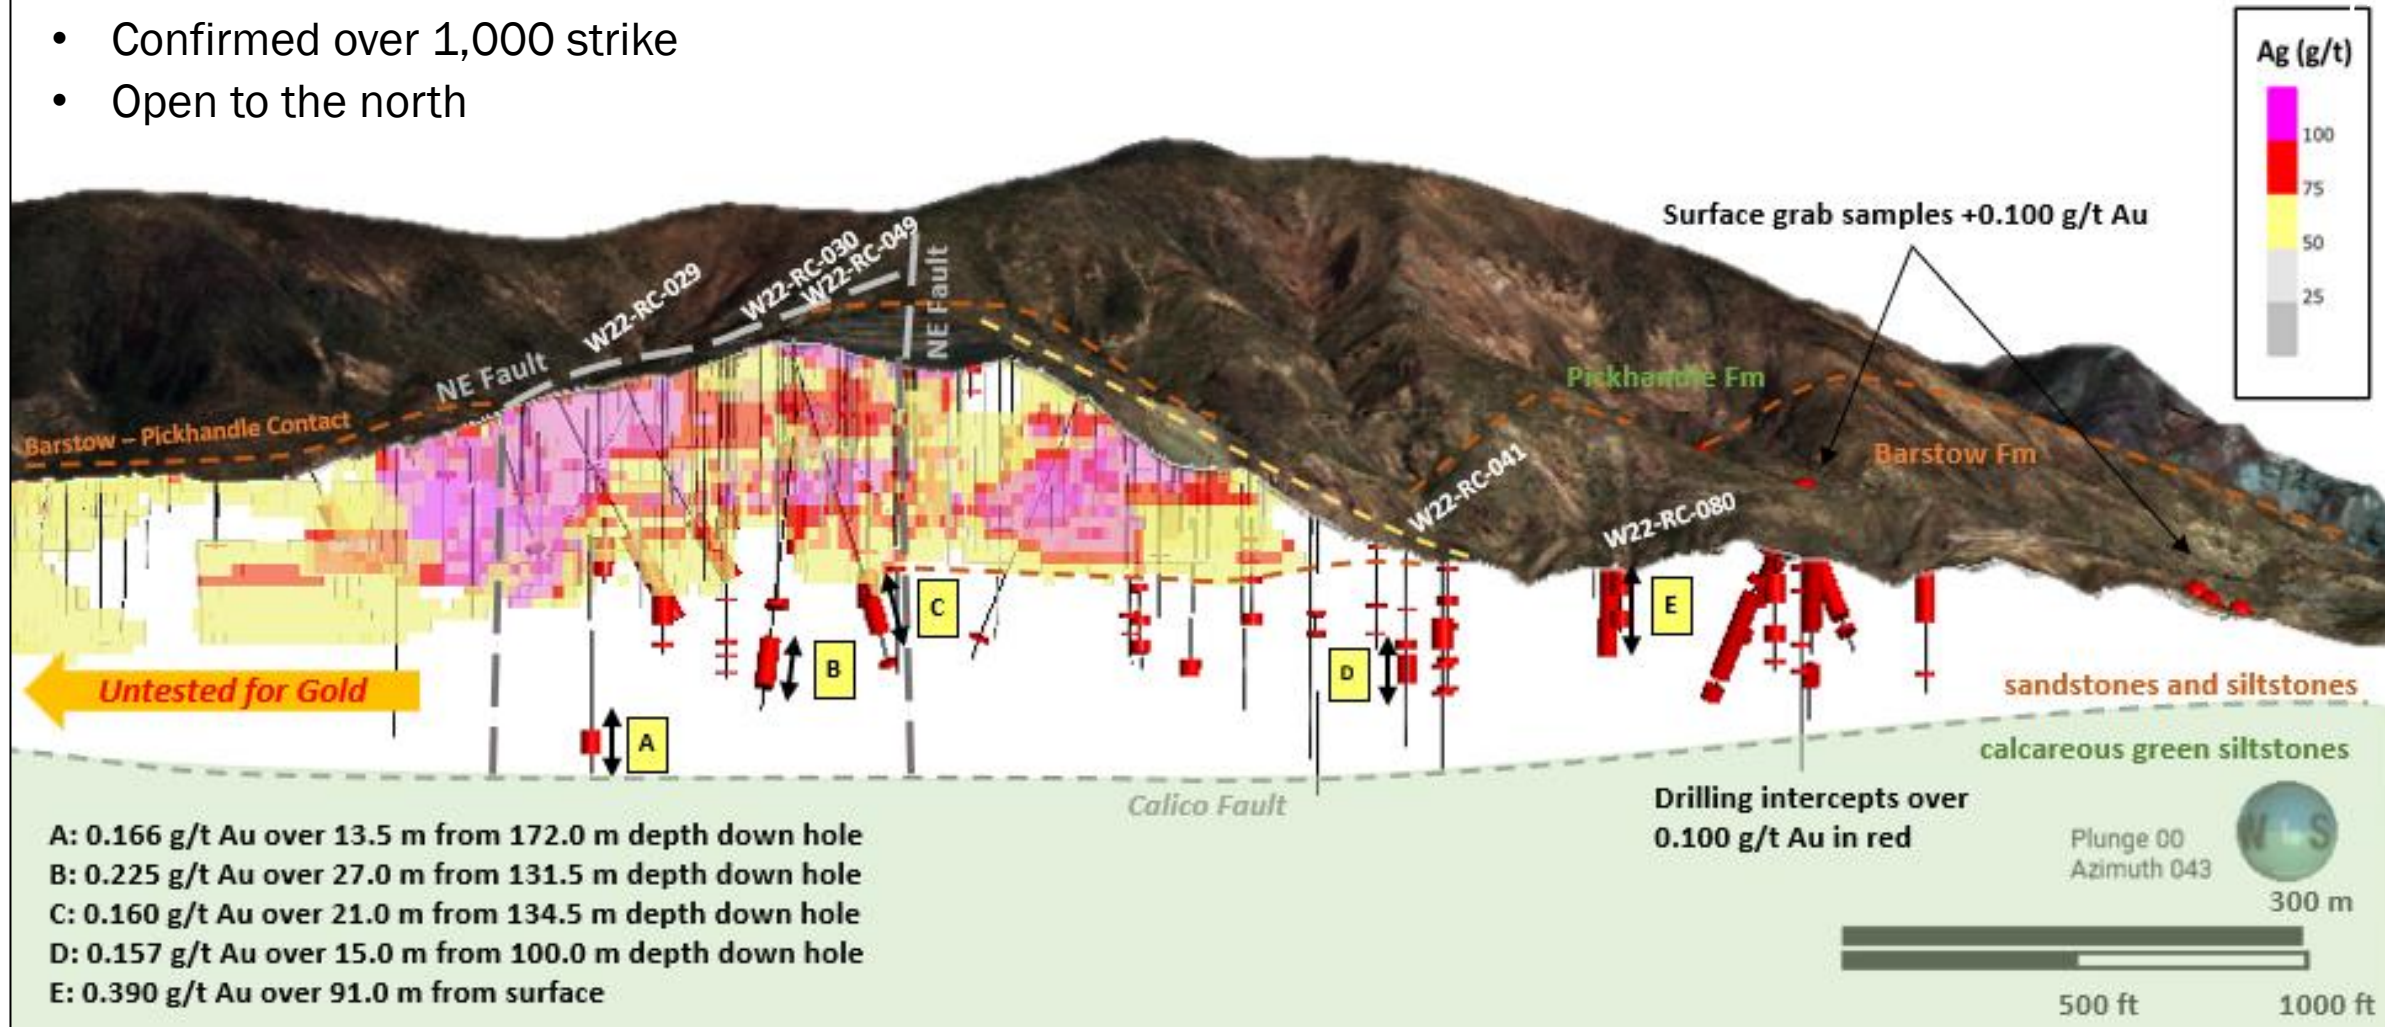 • Confirmed over 1,000 strike
• Open to the north
Ag (g/t)
100
75
50
25
Surface grab samples +0.100 g/t Au
W22-RC-029
W22-RC-030
W22-RC-049
NE Fault
NE Fault
Barstow – Pickhandle Contact
Pickhandle Fm
Barstow Fm
W22-RC-041
W22-RC-080
C
E
B
D
A
Untested for Gold
sandstones and siltstones
calcareous green siltstones
Calico Fault
Drilling intercepts over
0.100 g/t Au in red
Plunge 00
Azimuth 043
W S
300 m
500 ft
1000 ft
A: 0.166 g/t Au over 13.5 m from 172.0 m depth down hole
B: 0.225 g/t Au over 27.0 m from 131.5 m depth down hole
C: 0.160 g/t Au over 21.0 m from 134.5 m depth down hole
D: 0.157 g/t Au over 15.0 m from 100.0 m depth down hole
E: 0.390 g/t Au over 91.0 m from surface